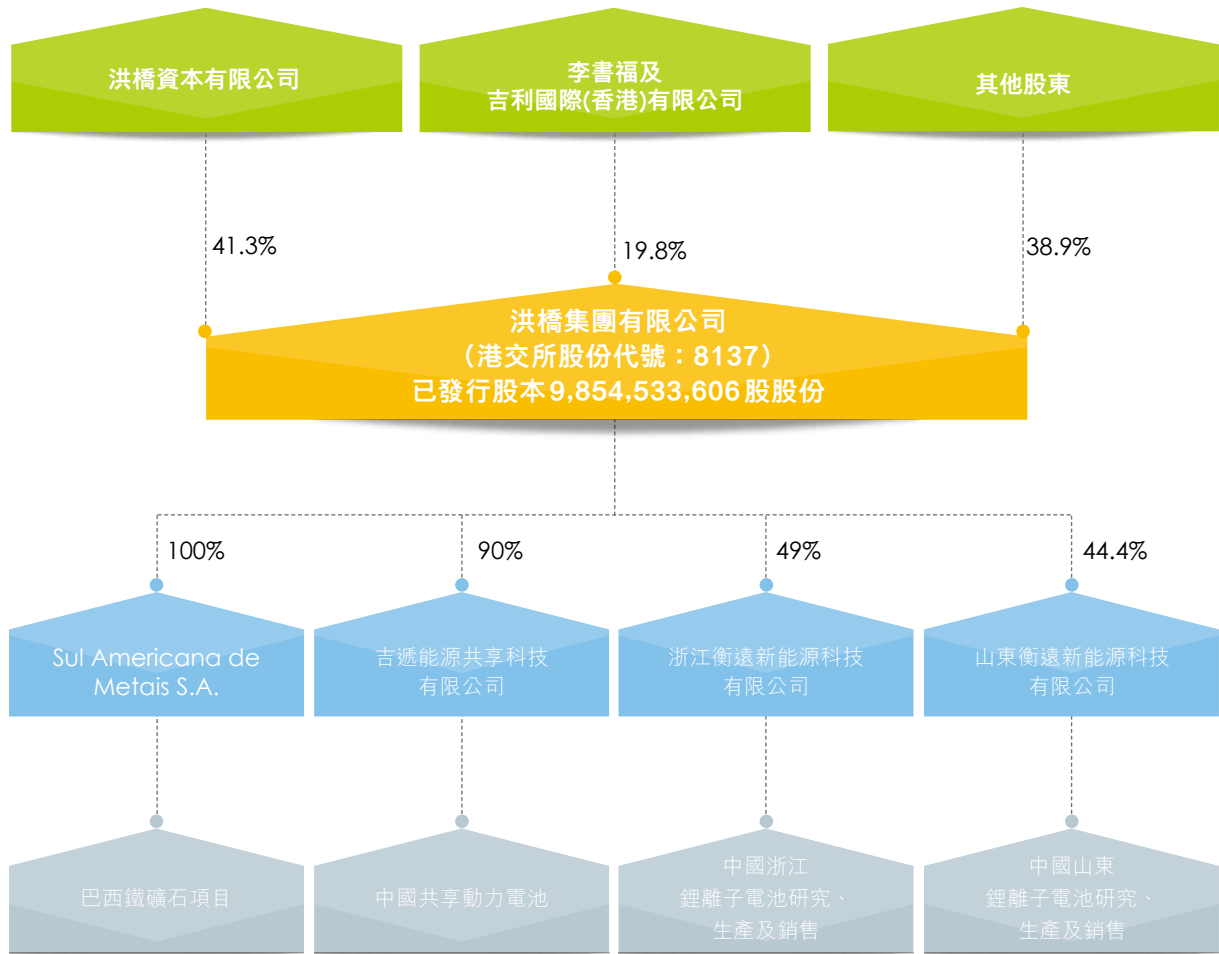 洪橋資本有限公司
李書福及
吉利國際(香港)有限公司
其他股東
41.3%
19.8%
38.9%
洪橋集團有限公司
(港交所股份代號：8137)
已發行股本9,854,533,606股股份
100%
90%
49%
44.4%
Sul Americana de
Metais S.A.
吉遞能源共享科技
有限公司
浙江衡遠新能源科技
有限公司
山東衡遠新能源科技
有限公司
巴西鐵礦石項目
中國共享動力電池
中國浙江
鋰離子電池研究、
生產及銷售
中國山東
鋰離子電池研究、
生產及銷售